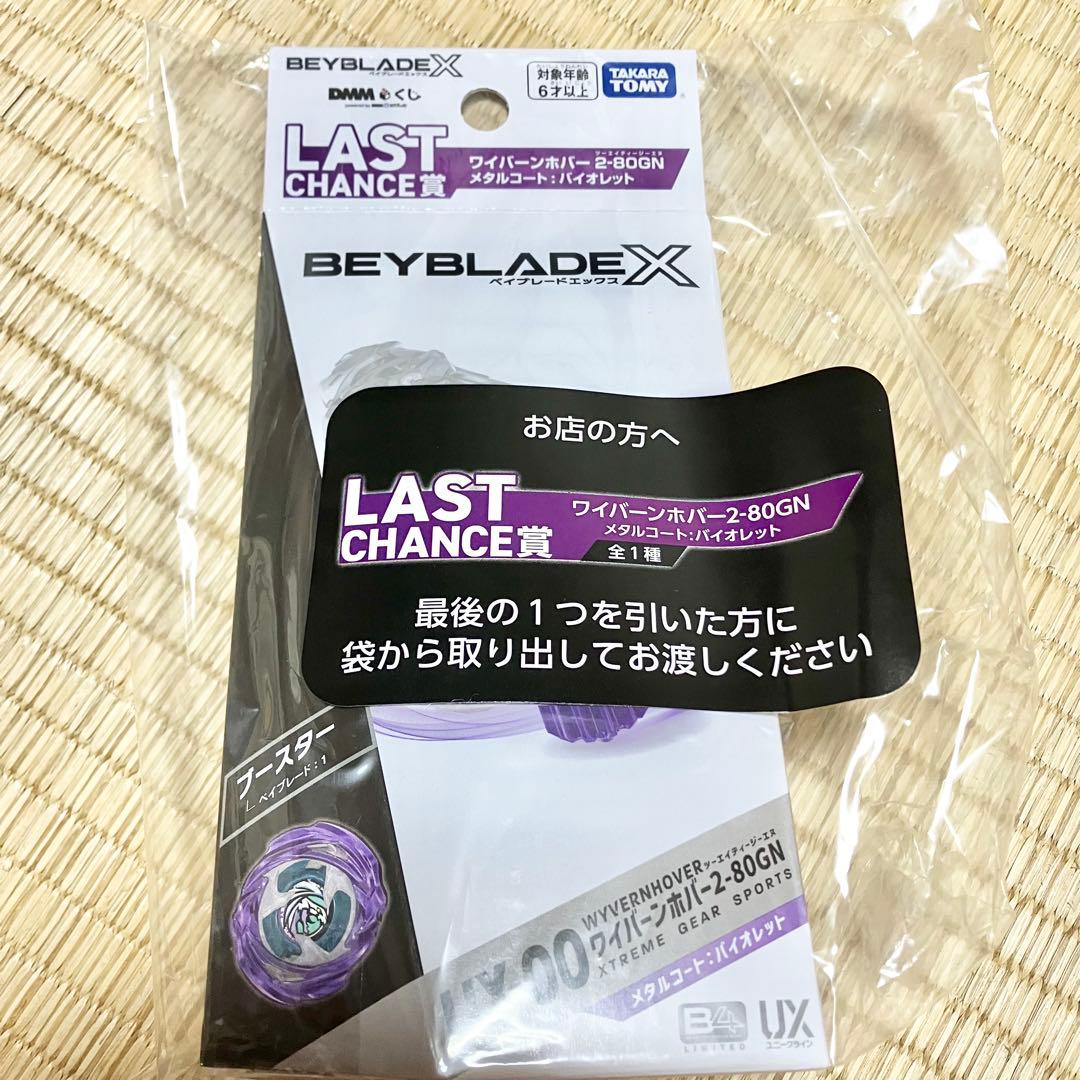 BEYBLADE X
ベイブレードエックス
対象年齢
6才以上
TAKARA
TOMY
DMMくじ
LAST
CHANCE賞
ツーエイティージーエヌ
ワイバーンホバー 2-80GN
メタルコート:バイオレット
BEYBLADE X
ベイブレードエックス
お店の方へ
LAST
CHANCE賞
ワイバーンホバー2-80GN
メタルコート:バイオレット
全1種
最後の1つを引いた方に
袋から取り出してお渡しください
ブースター
ベイブレード:1
UX-00
WYVERNHOVER ツーエイティージーエヌ
ワイバーンホバー2-80GN
XTREME GEAR SPORTS
メタルコート:バイオレット
B4
LIMITED
UX
ユニークライン